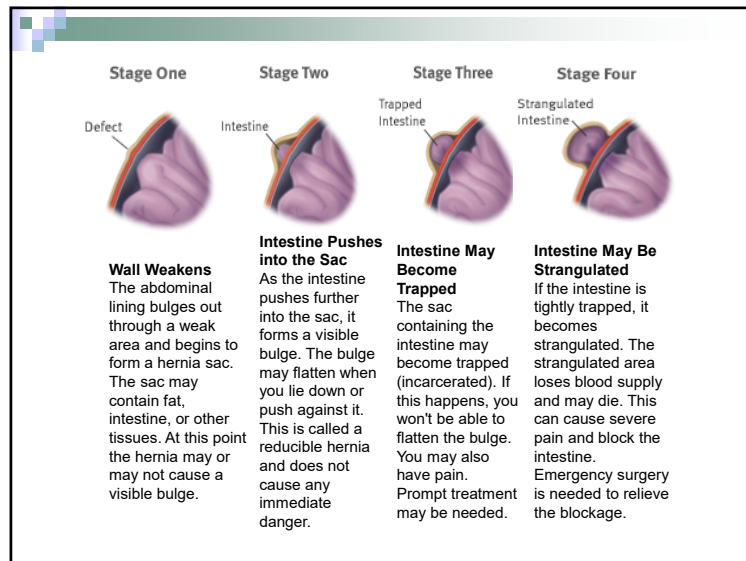 Stage One
Defect
Wall Weakens
The abdominal
lining bulges out
through a weak
area and begins to
form a hernia sac.
The sac may
contain fat,
intestine, or other
tissues. At this point
the hernia may or
may not cause a
visible bulge.
Stage Two
Intestine
Intestine Pushes
into the Sac
As the intestine
pushes further
into the sac, it
forms a visible
bulge. The bulge
may flatten when
you lie down or
push against it.
This is called a
reducible hernia
and does not
cause any
immediate
danger.
Stage Three
Trapped
Intestine
Intestine May
Become
Trapped
The sac
containing the
intestine may
become trapped
(incarcerated). If
this happens, you
won't be able to
flatten the bulge.
You may also
have pain.
Prompt treatment
may be needed.
Stage Four
Strangulated
Intestine
Intestine May Be
Strangulated
If the intestine is
tightly trapped, it
becomes
strangulated. The
strangulated area
loses blood supply
and may die. This
can cause severe
pain and block the
intestine.
Emergency surgery
is needed to relieve
the blockage.